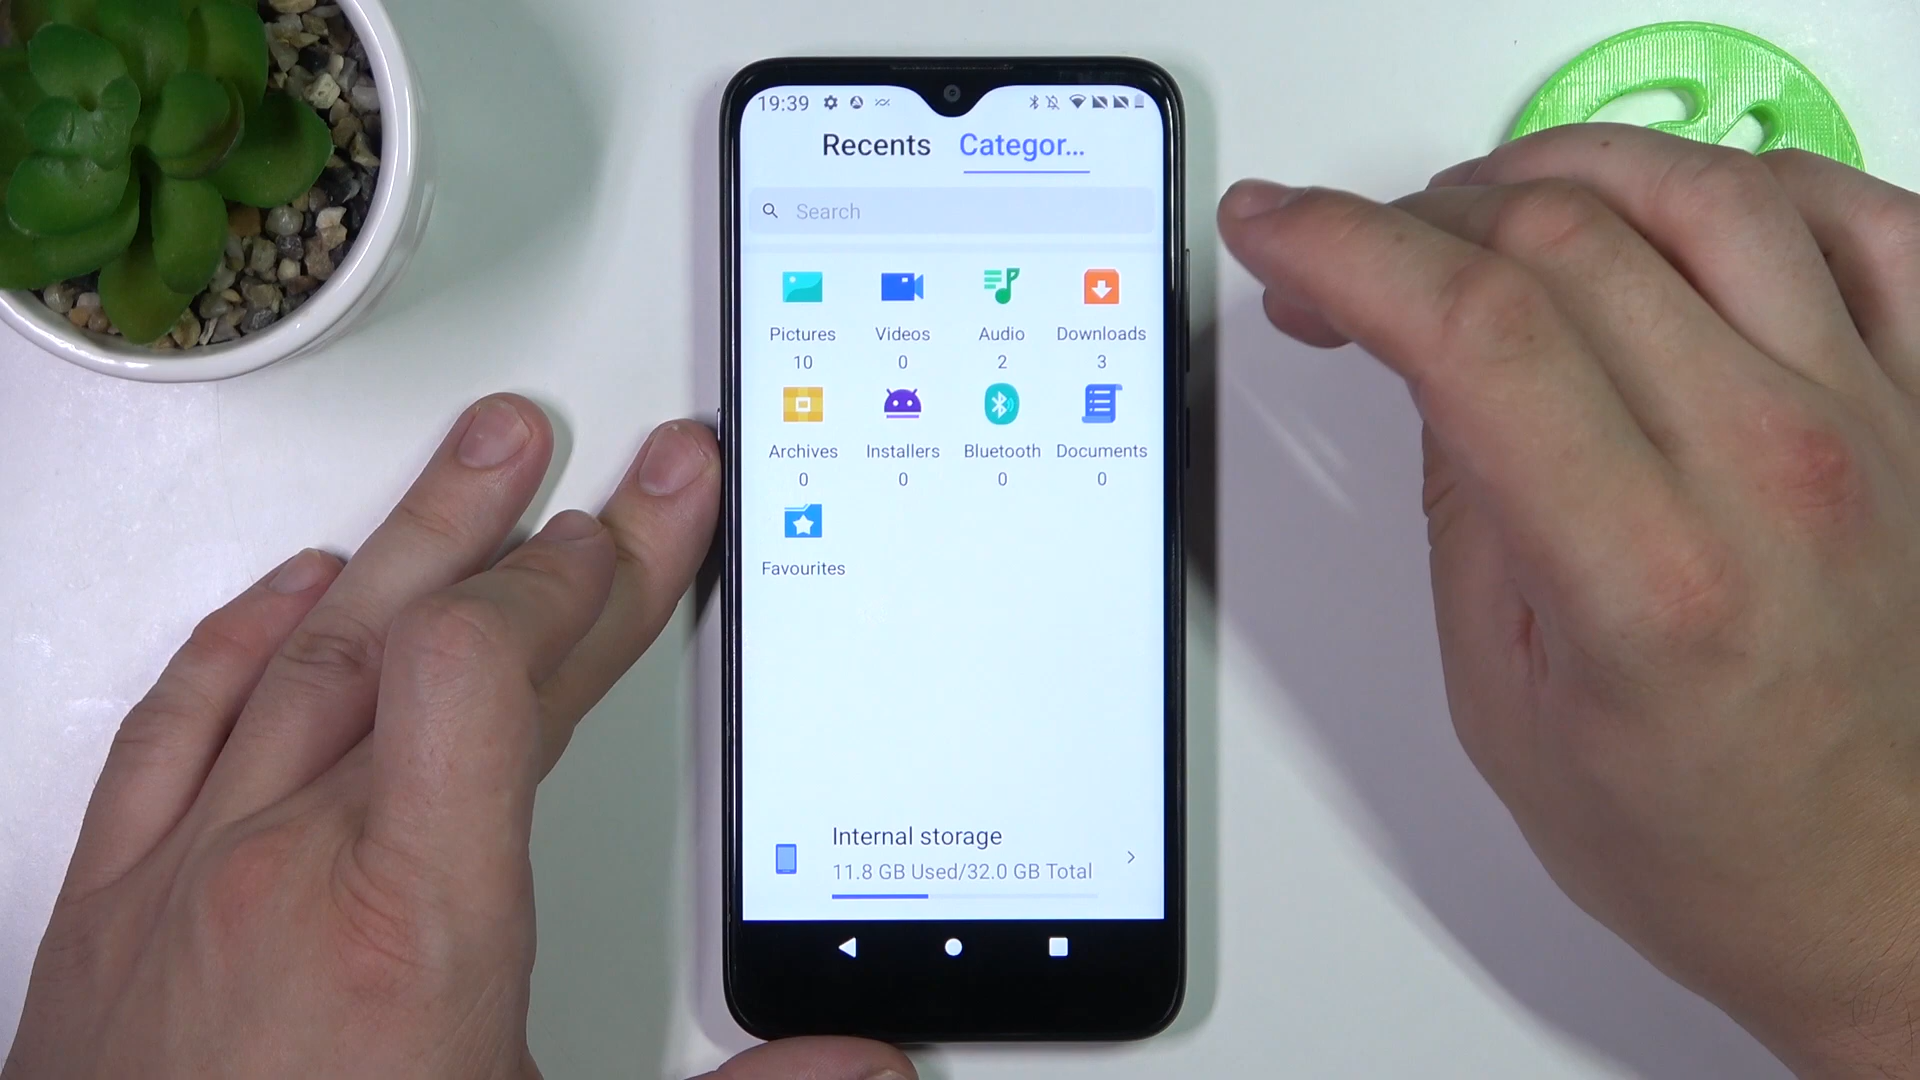 19:39
Recents Categor...
Search
Pictures Videos Audio Downloads
10 0 2 3
Archives Installers Bluetooth Documents
0 0 0 0
Favourites
Internal storage
11.8 GB Used/32.0 GB Total